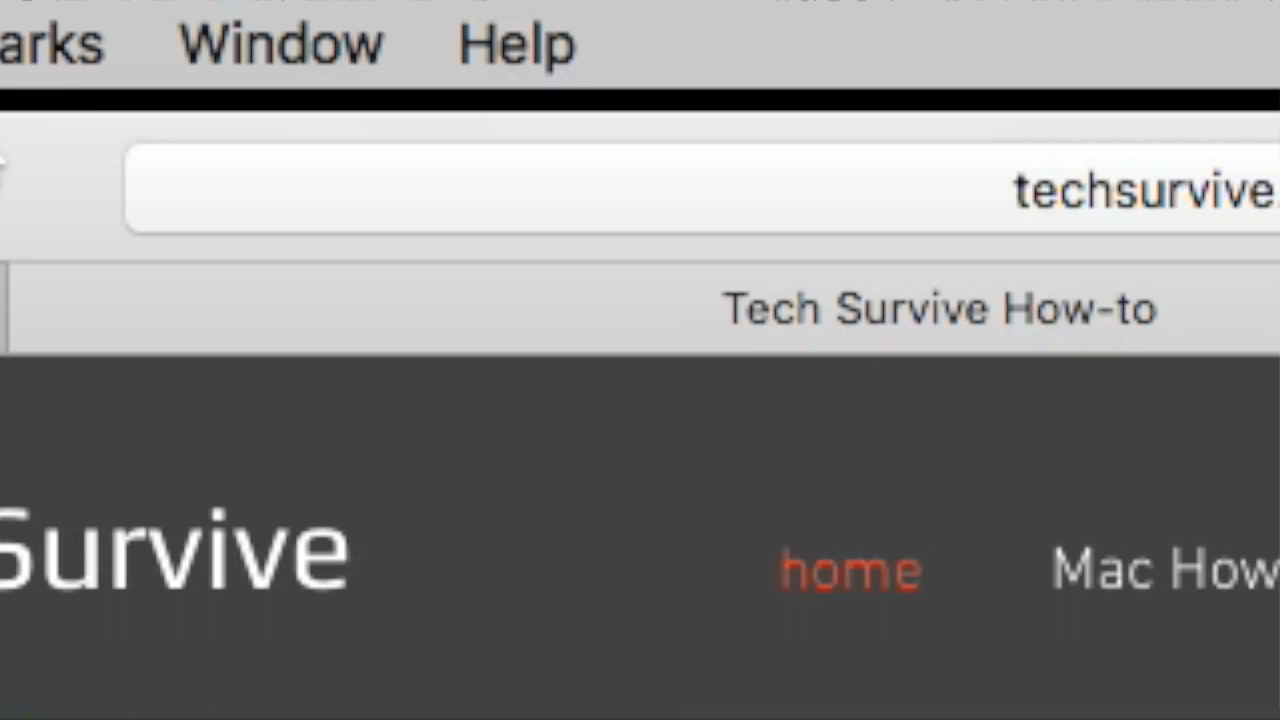 arks Window Help
techsurvive.
Tech Survive How-to
Survive
home Mac How